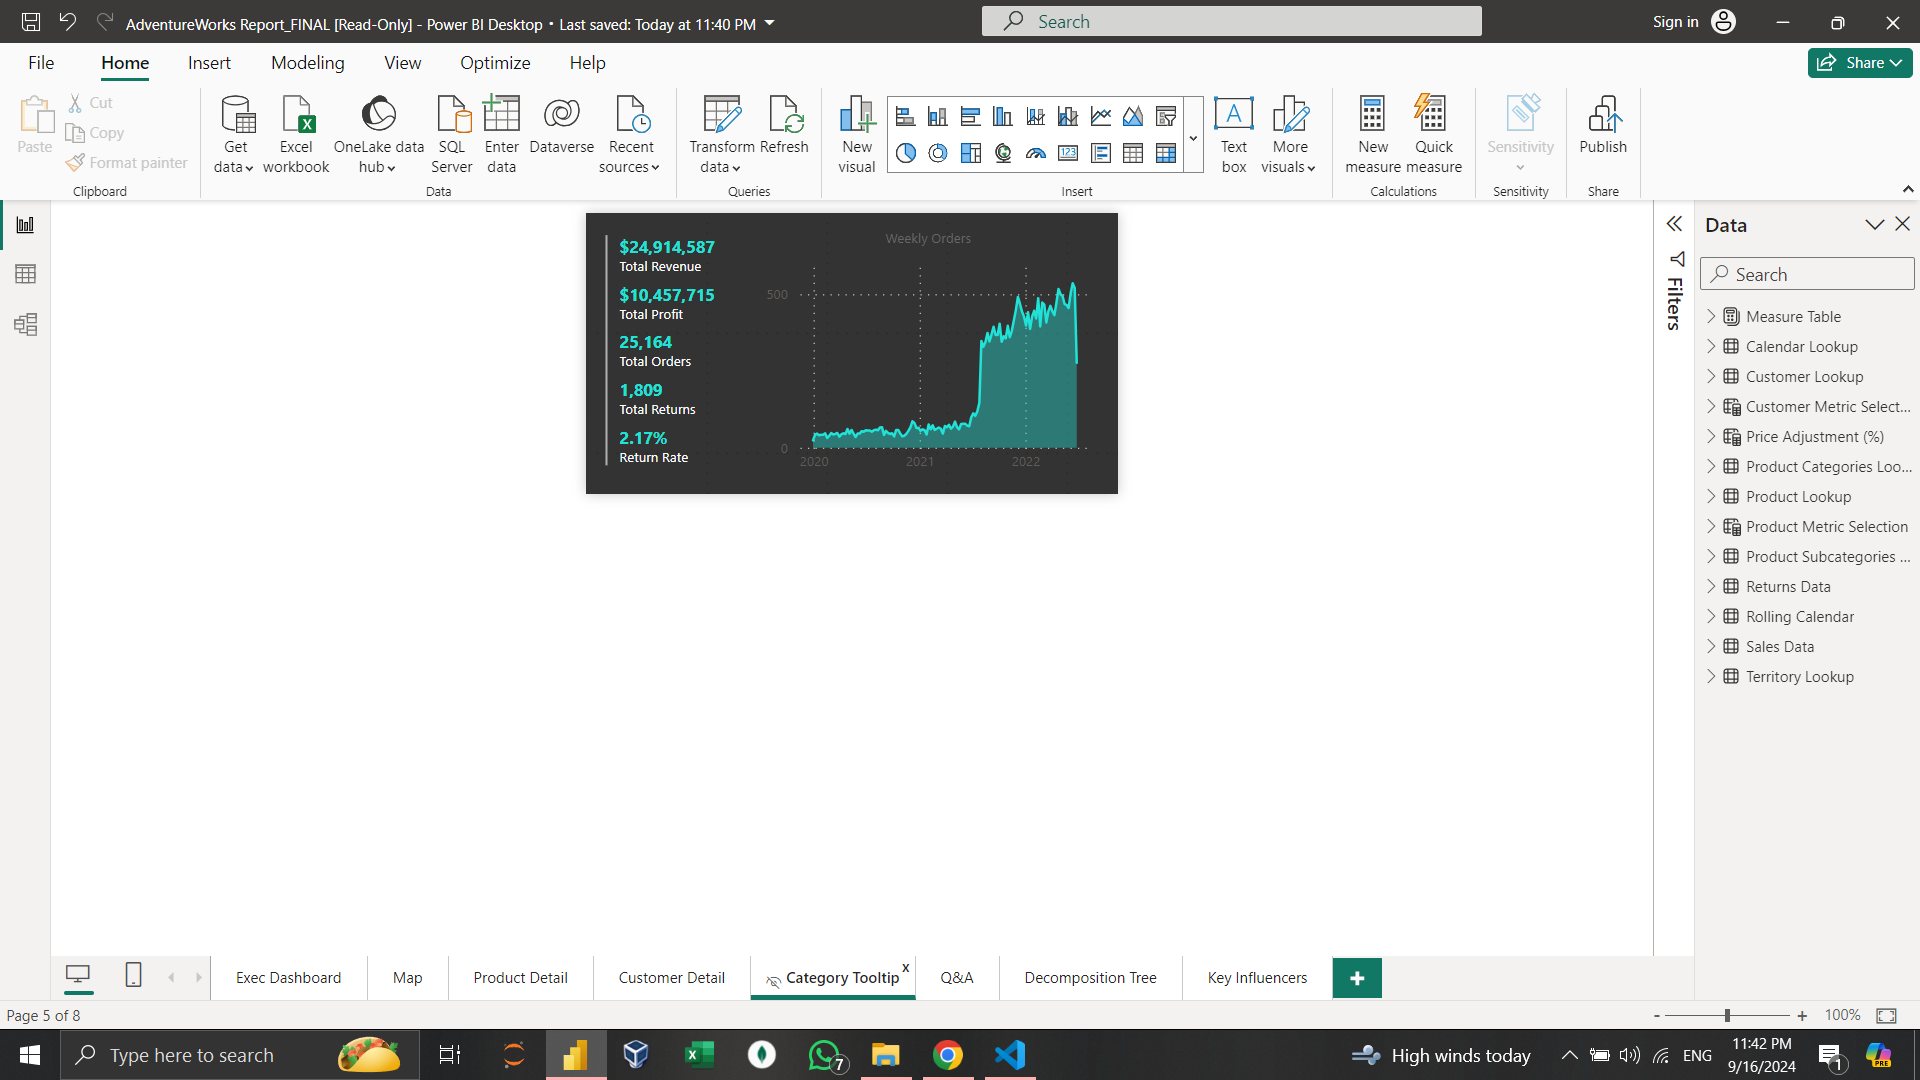 AdventureWorks Report_FINAL [Read-Only] - Power BI Desktop • Last saved: Today at 11:40 PM
Search
Sign in
File Home Insert Modeling View Optimize Help
Share
Paste
Cut
Copy
Format painter
Clipboard
Get data
Excel workbook
OneLake data hub
SQL Server
Enter data
Dataverse
Recent sources
Data
Transform data
Refresh
Queries
New visual
123
A
Text box
More visuals
Insert
New measure
Quick measure
Calculations
Sensitivity
Sensitivity
Publish
Share
$24,914,587
Total Revenue
$10,457,715
Total Profit
25,164
Total Orders
1,809
Total Returns
2.17%
Return Rate
Weekly Orders
500
0
2020 2021 2022
Filters
Data
Search
Measure Table
Calendar Lookup
Customer Lookup
Customer Metric Select...
Price Adjustment (%)
Product Categories Loo...
Product Lookup
Product Metric Selection
Product Subcategories ...
Returns Data
Rolling Calendar
Sales Data
Territory Lookup
Exec Dashboard Map Product Detail Customer Detail Category Tooltip x Q&A Decomposition Tree Key Influencers +
Page 5 of 8
- + 100%
Type here to search
7
High winds today
ENG
11:42 PM
9/16/2024
1
PRE